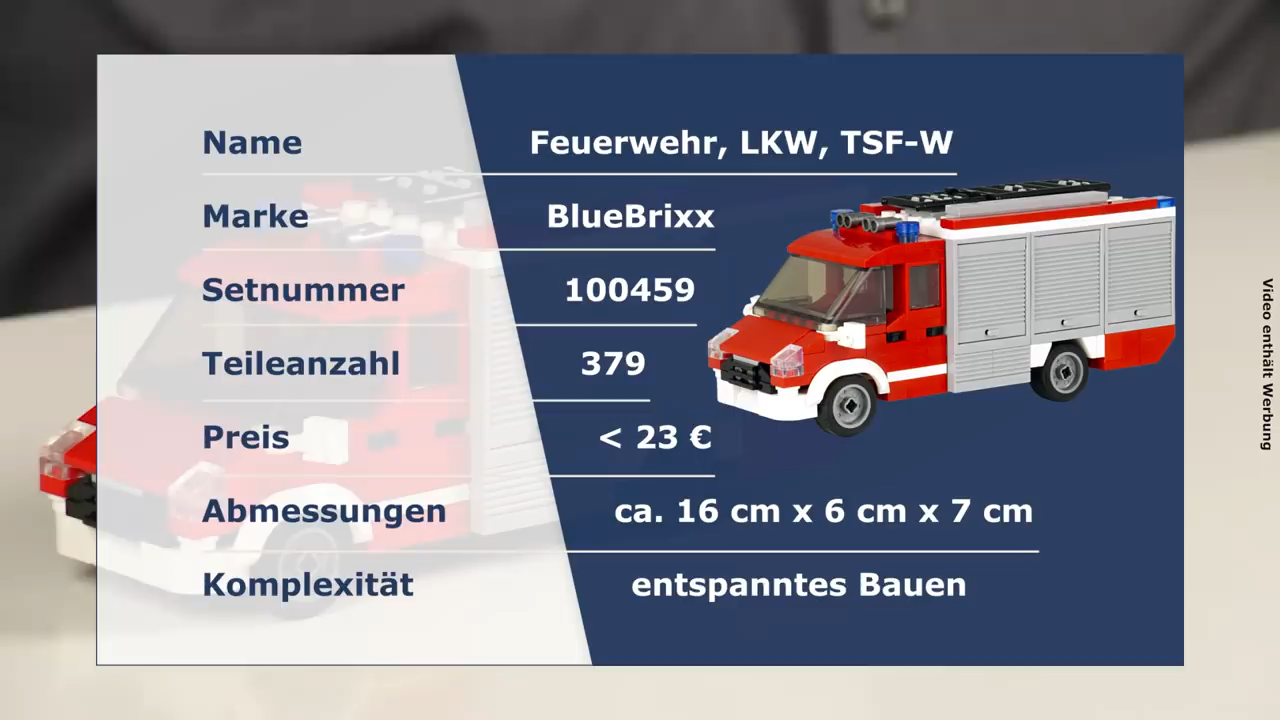 Name Feuerwehr, LKW, TSF-W
Marke BlueBrixx
Setnummer 100459
Teileanzahl 379
Preis < 23 €
Abmessungen ca. 16 cm x 6 cm x 7 cm
Komplexität entspanntes Bauen
Video enthält Werbung